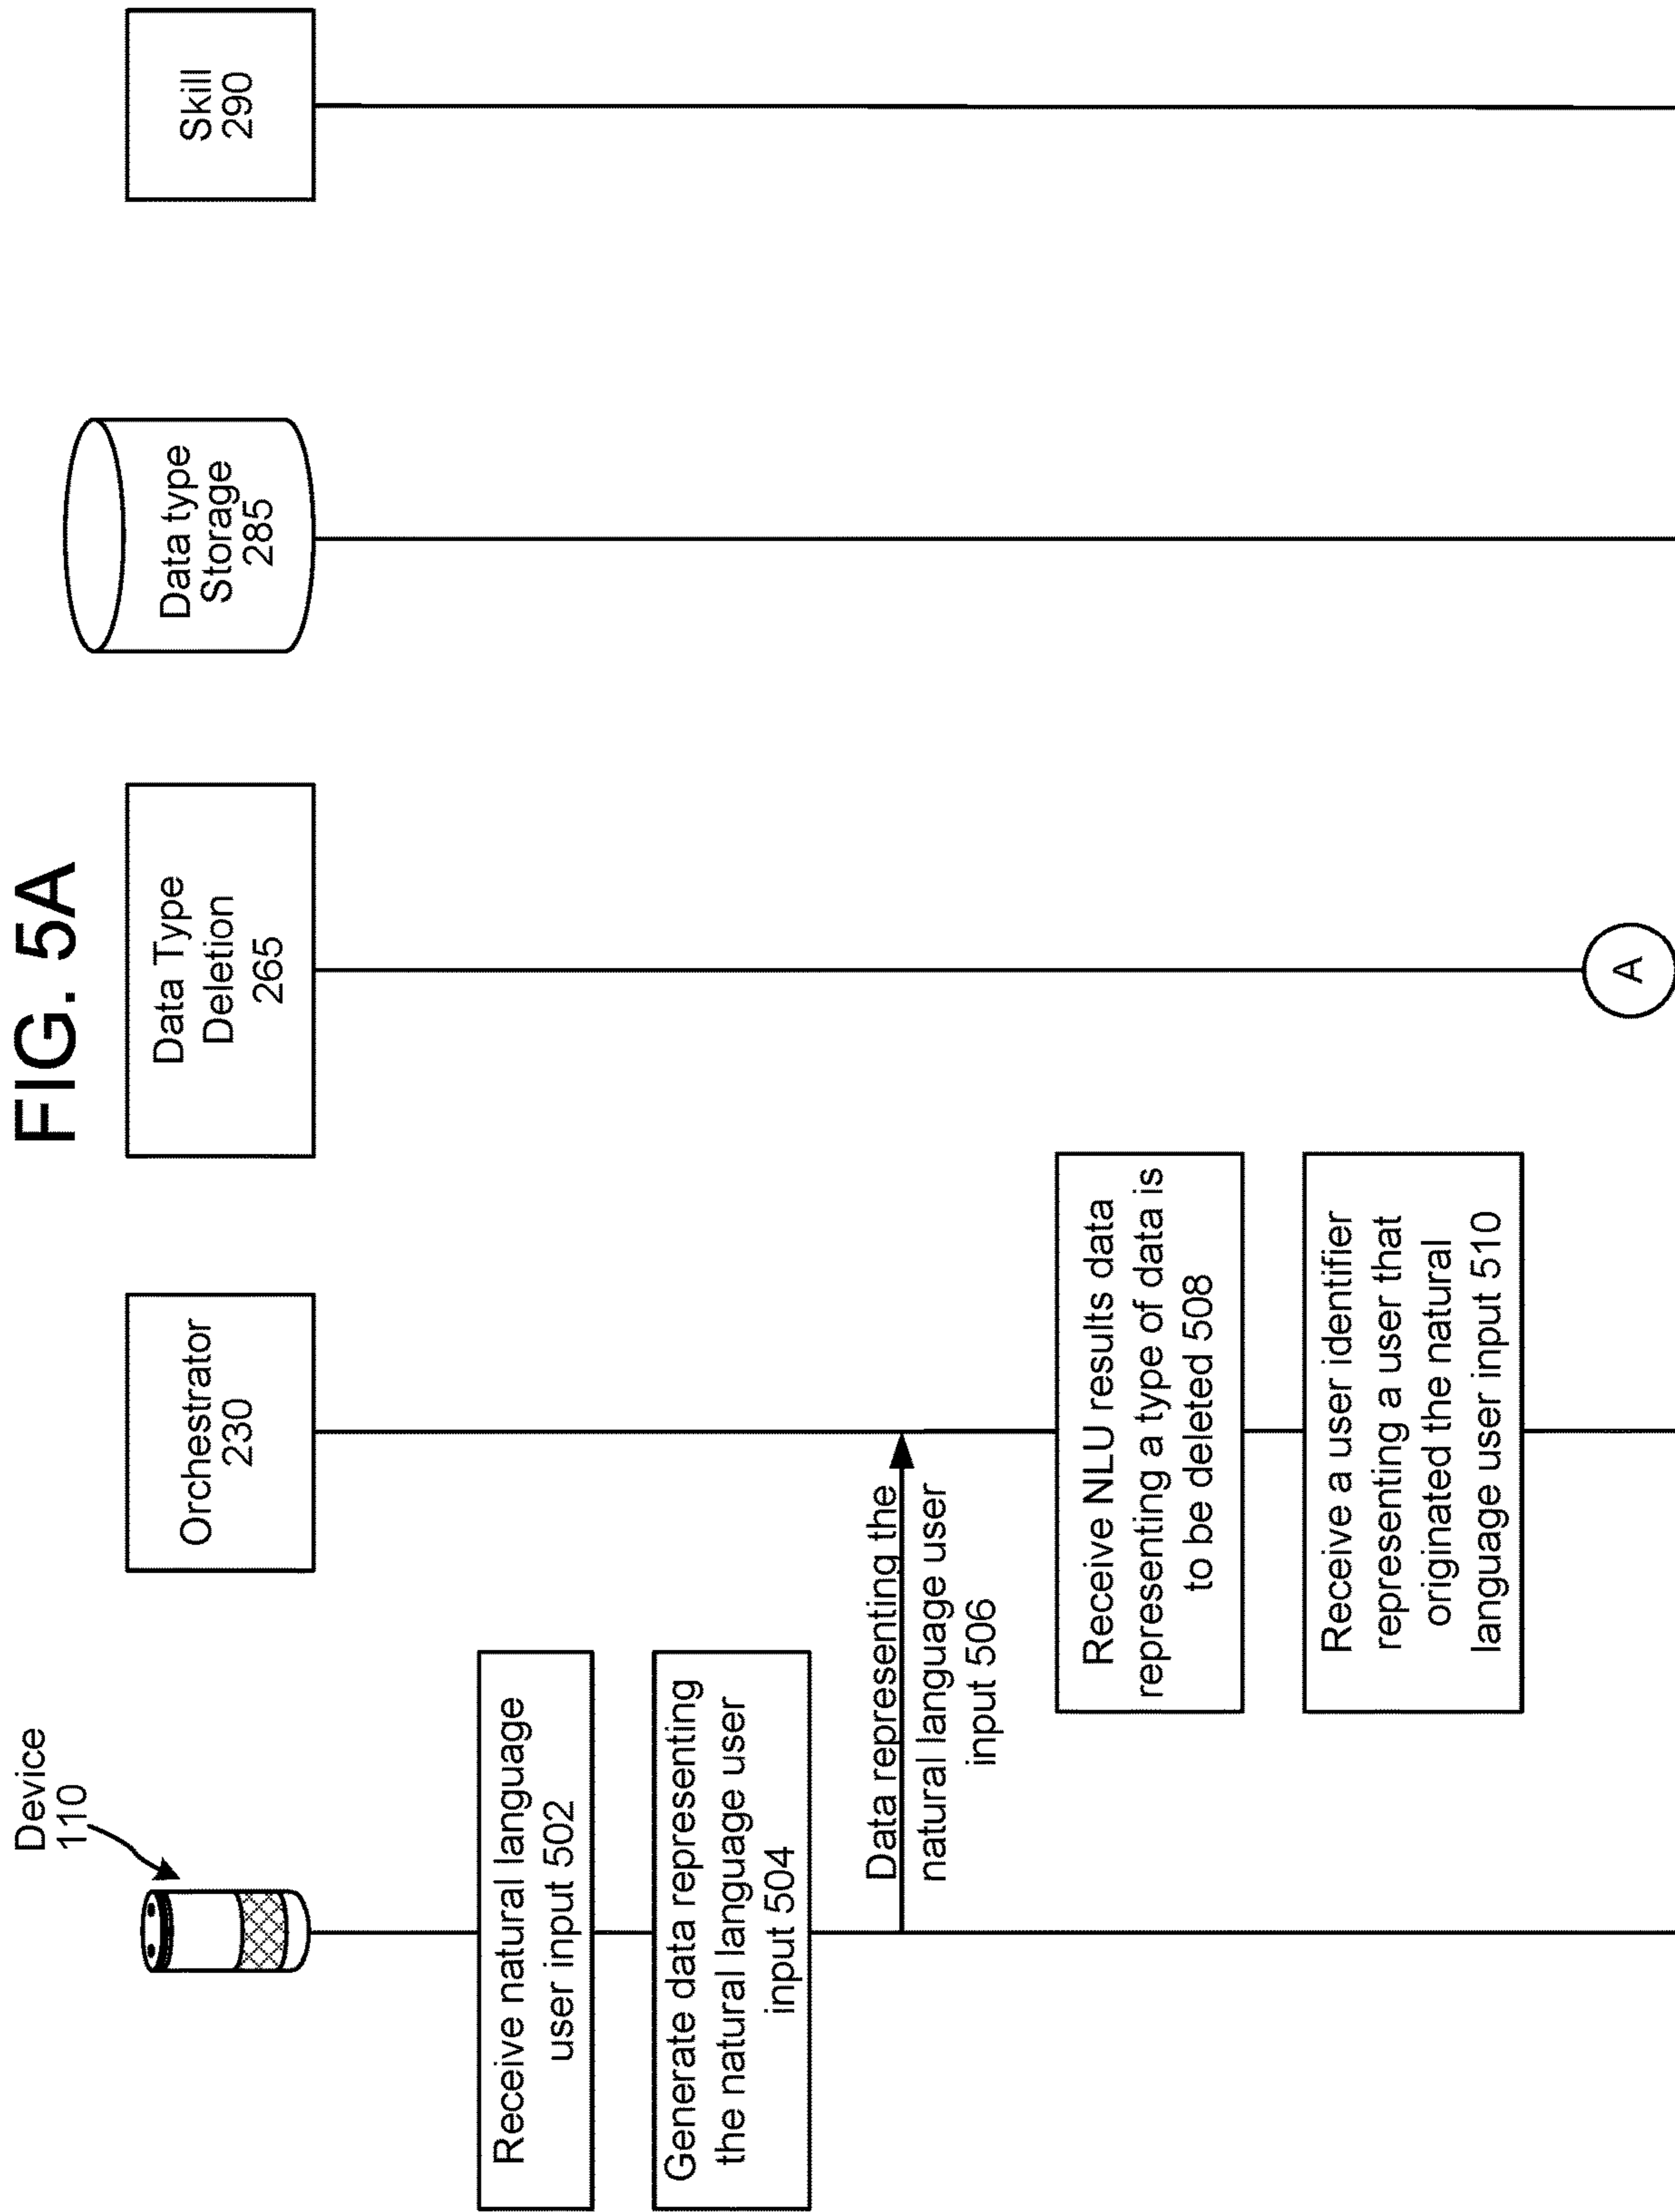 FIG. 5A
Device
110
Orchestrator
230
Data Type
Deletion
265
Data type
Storage
285
Skill
290
Receive natural language
user input 502
Generate data representing
the natural language user
input 504
Data representing the
natural language user
input 506
Receive NLU results data
representing a type of data is
to be deleted 508
Receive a user identifier
representing a user that
originated the natural
language user input 510
A